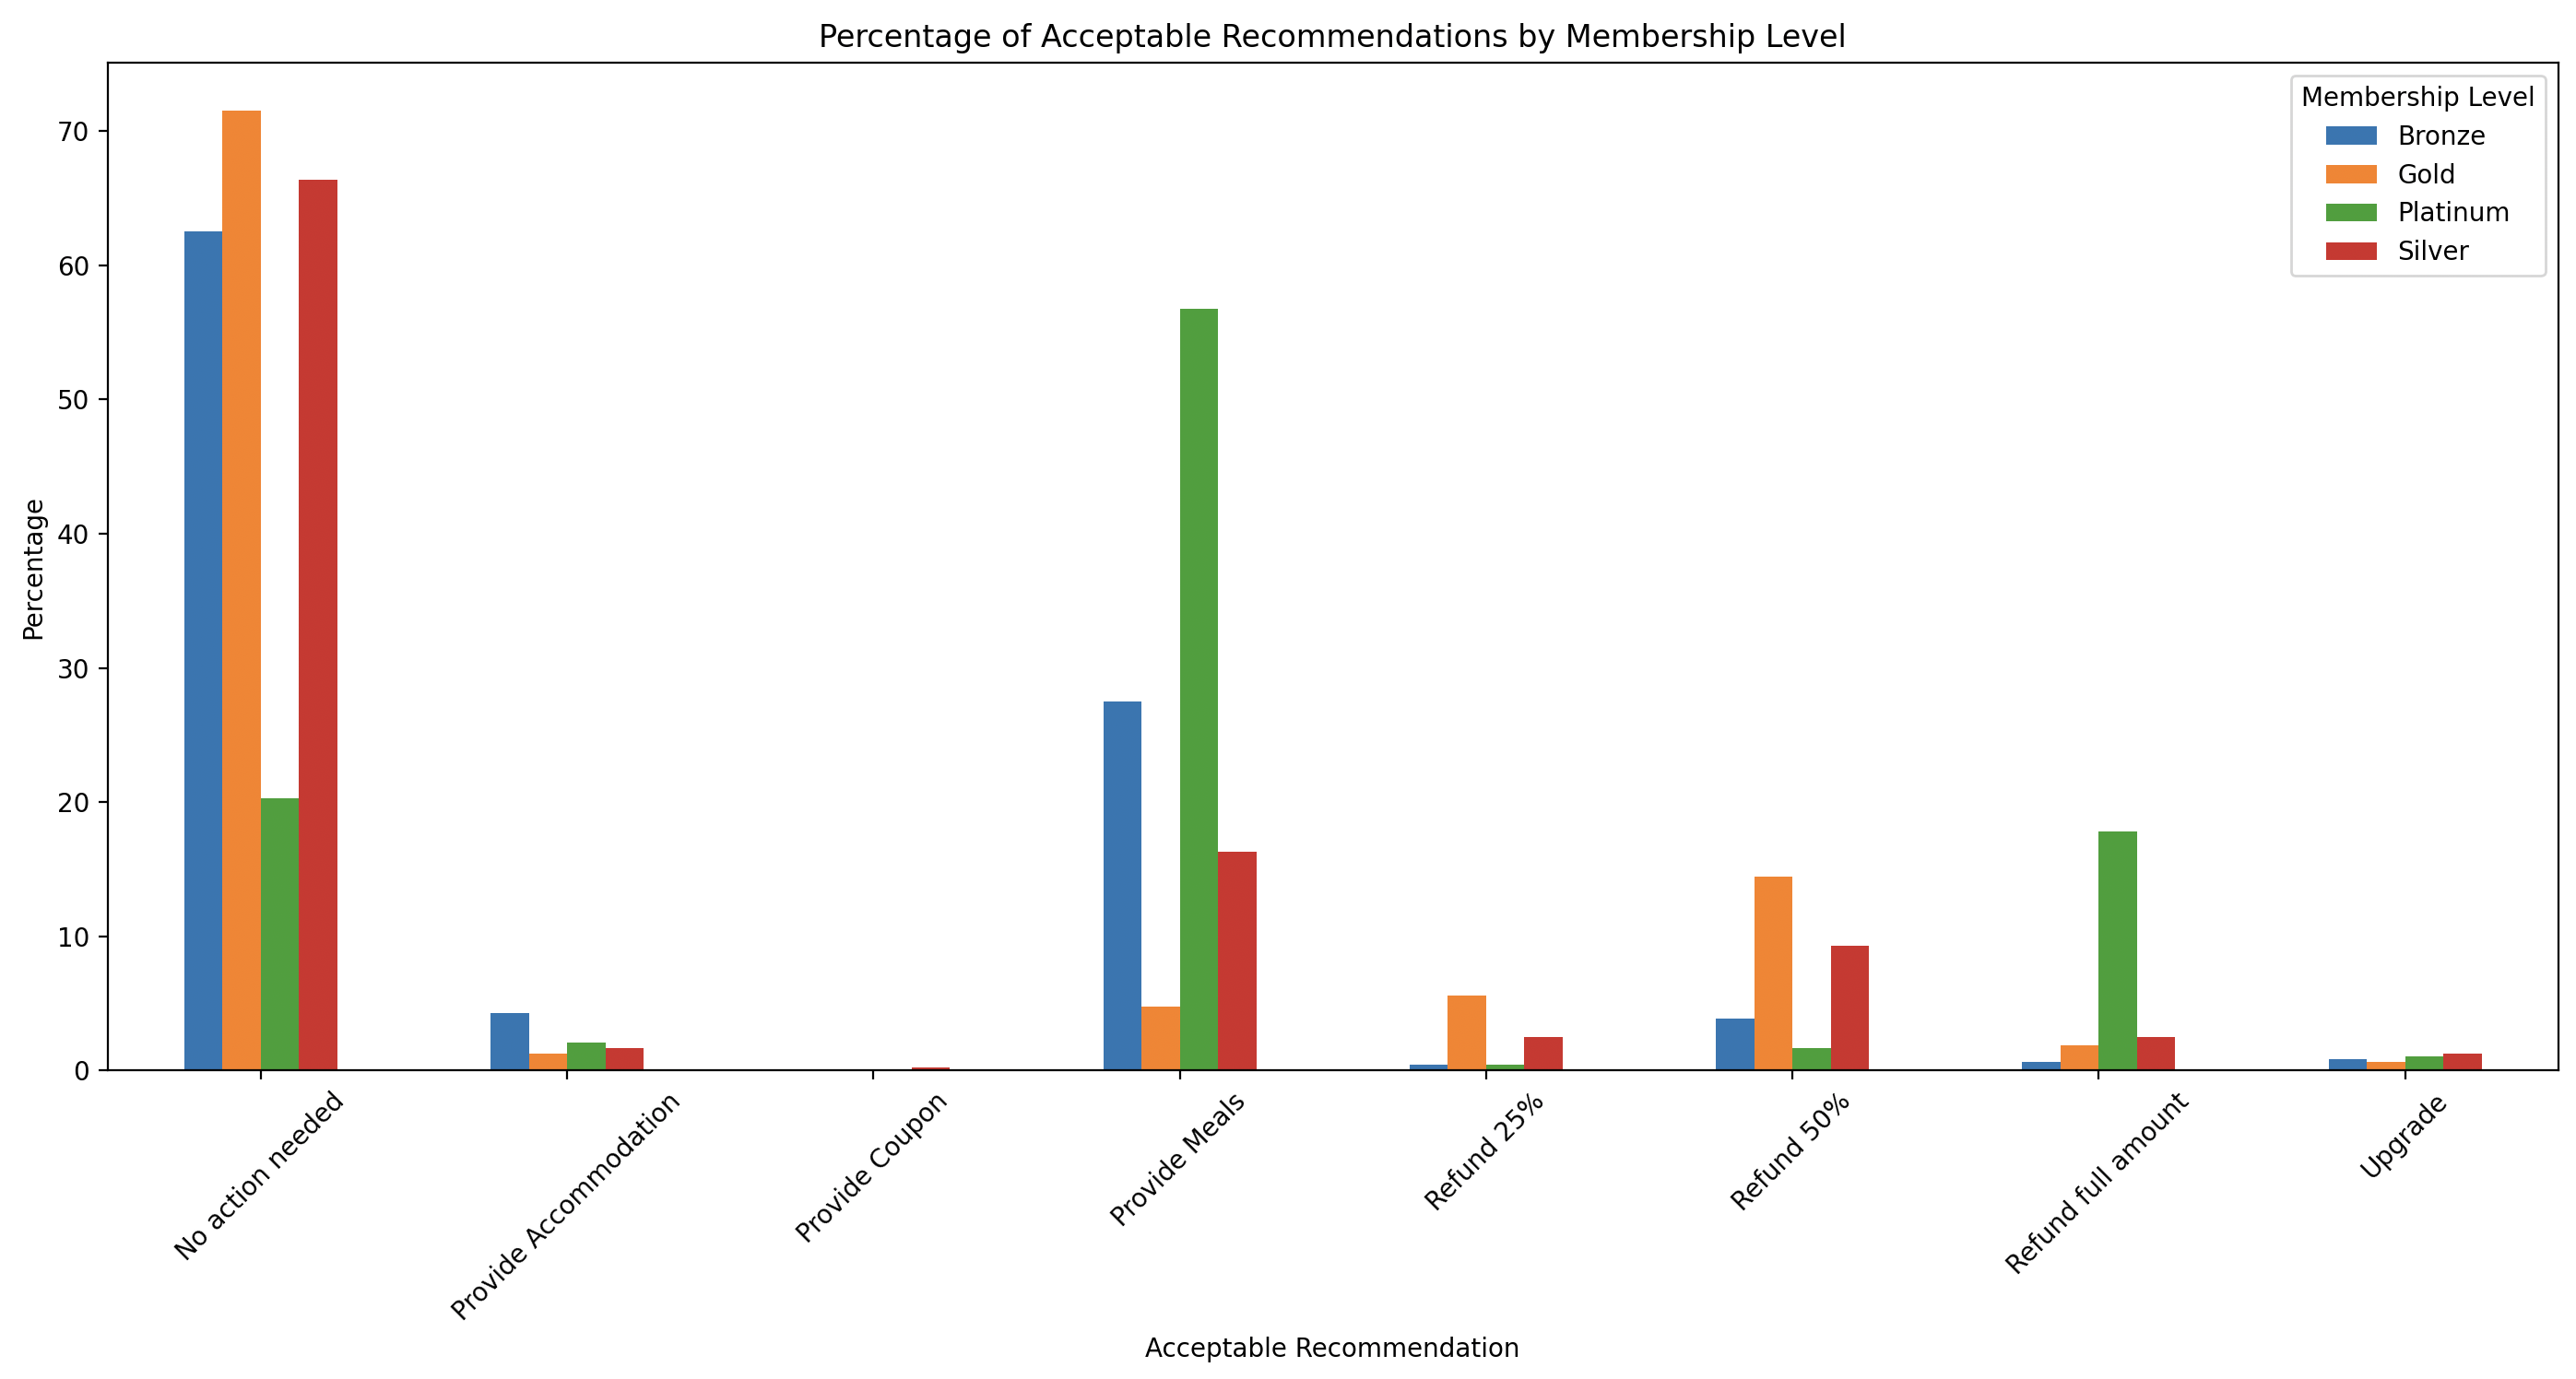 Percentage of Acceptable Recommendations by Membership Level
Membership Level
Bronze
Gold
Platinum
Silver
Percentage
70
60
50
40
30
20
10
0
No action needed
Provide Accommodation
Provide Coupon
Provide Meals
Refund 25%
Refund 50%
Refund full amount
Upgrade
Acceptable Recommendation